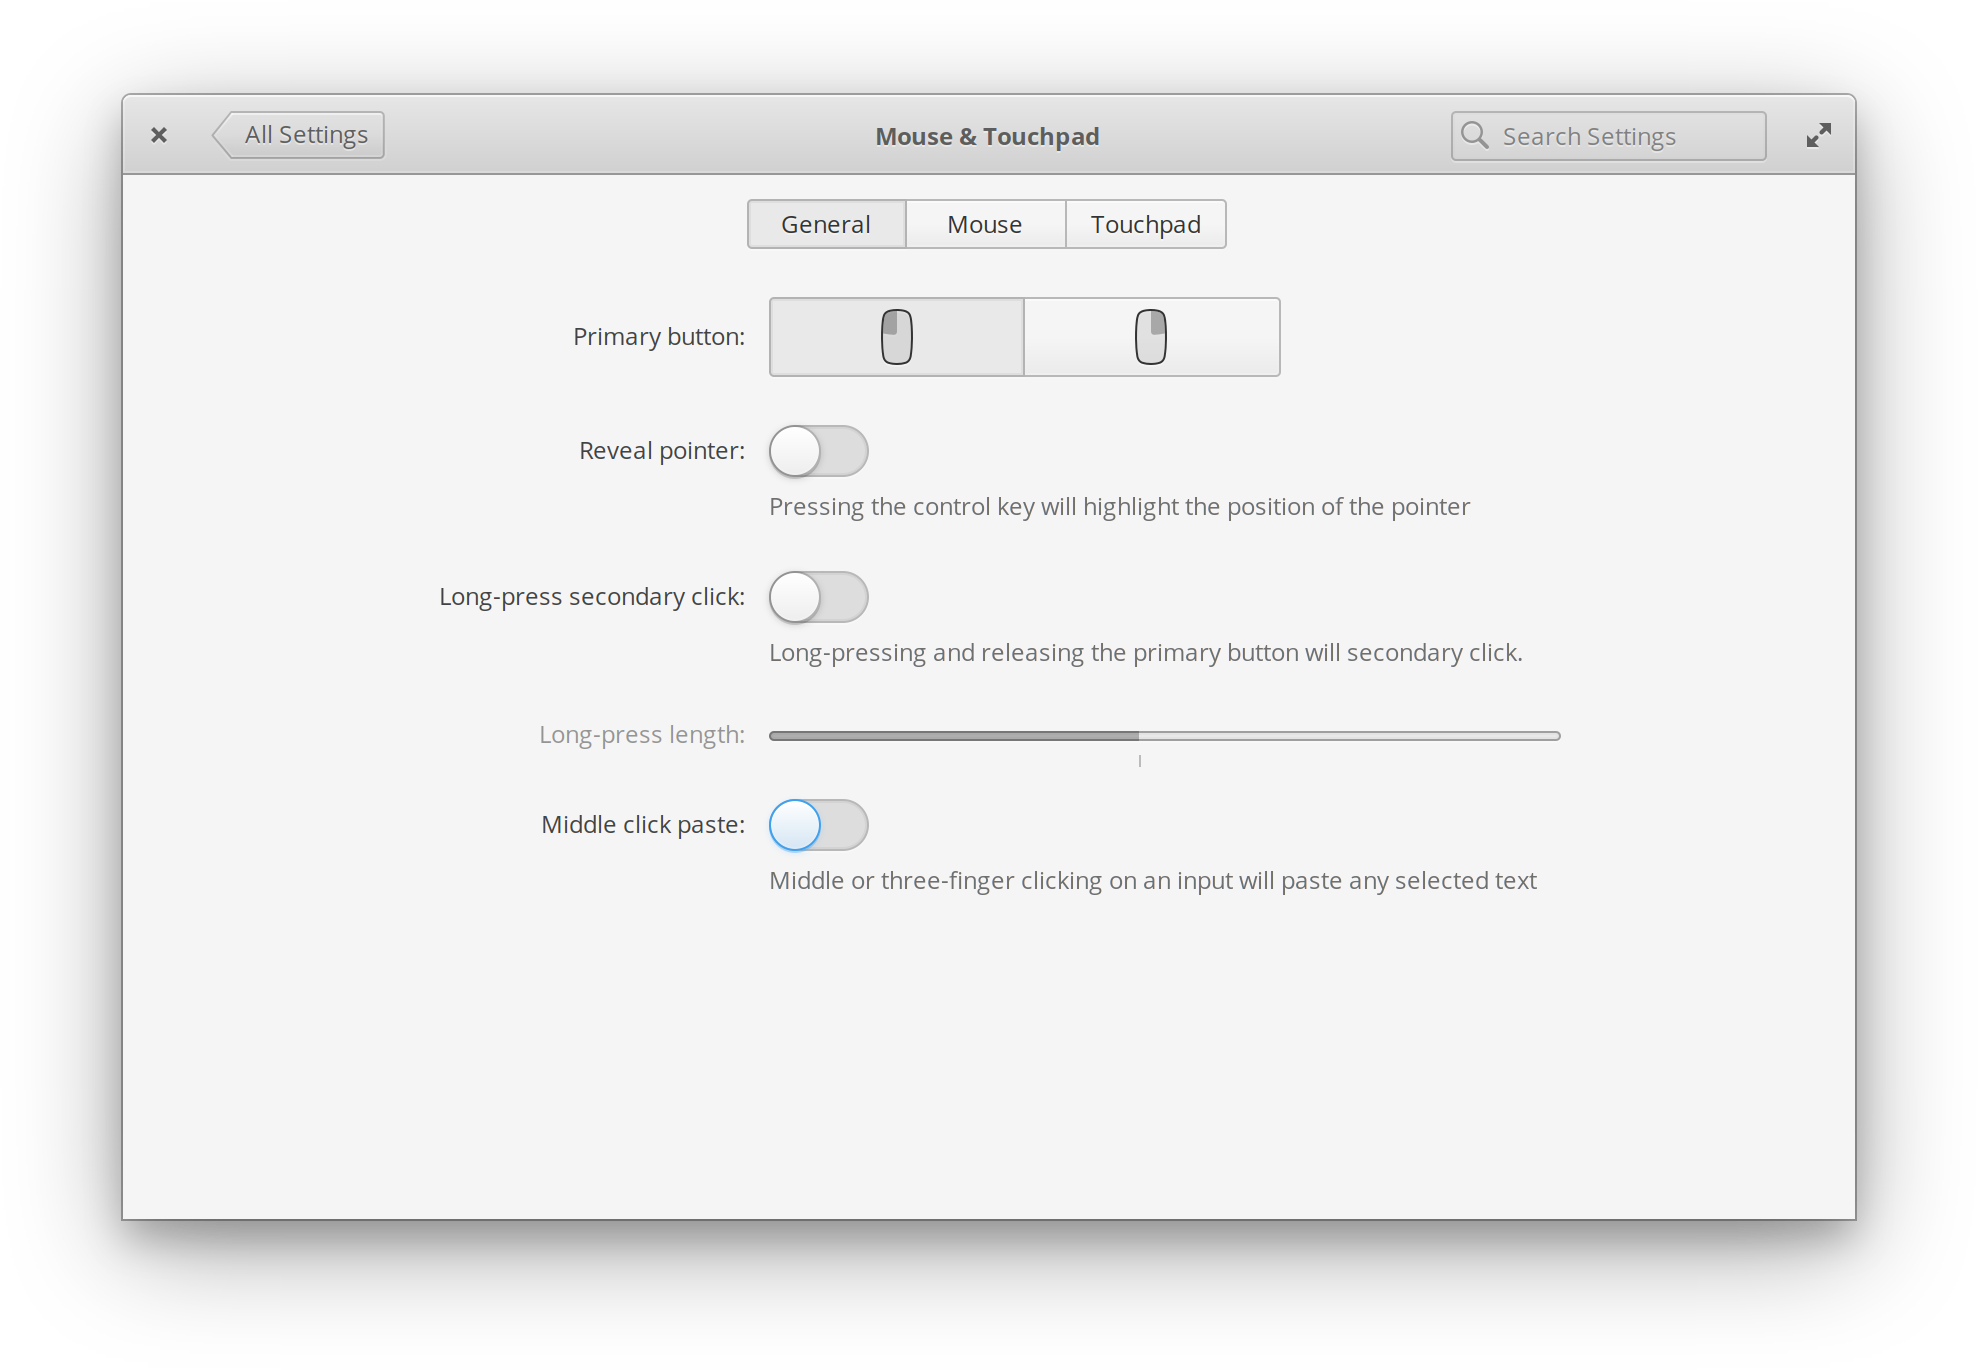 All Settings
Mouse & Touchpad
Search Settings
General
Mouse
Touchpad
Primary button:
Reveal pointer:
Pressing the control key will highlight the position of the pointer
Long-press secondary click:
Long-pressing and releasing the primary button will secondary click.
Long-press length:
Middle click paste:
Middle or three-finger clicking on an input will paste any selected text